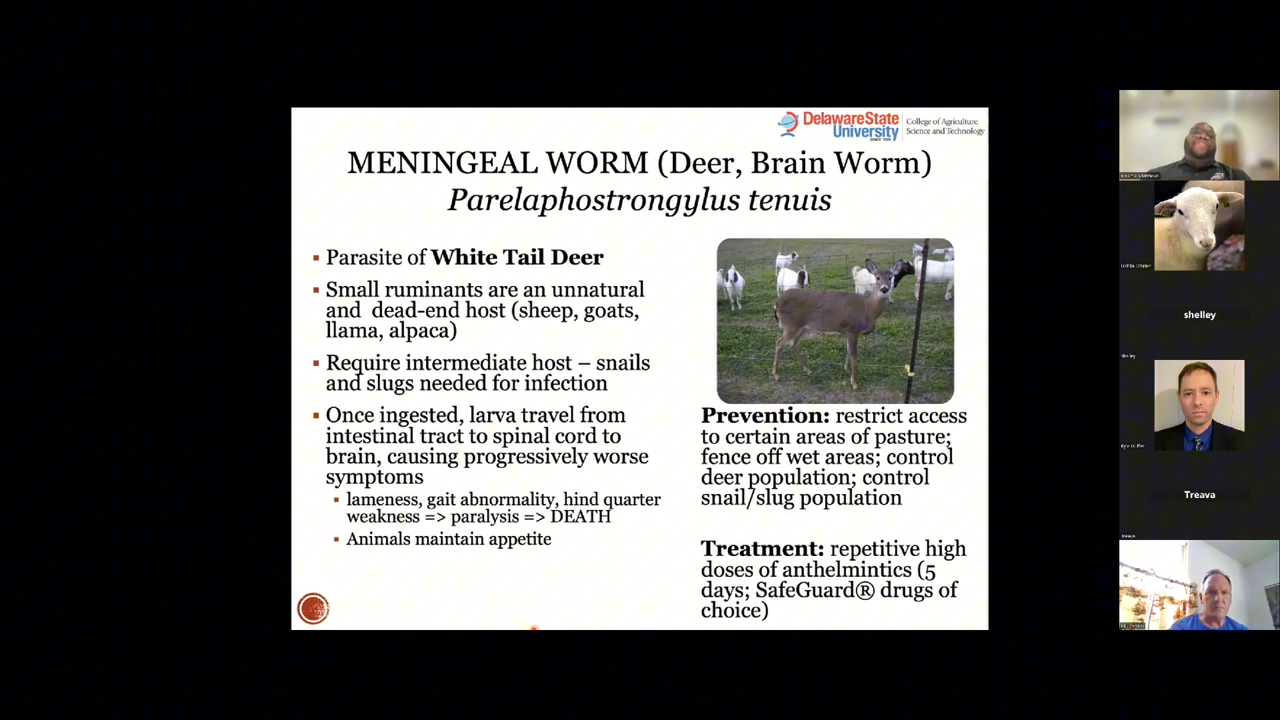 DelawareState
University
SINCE 1891
College of Agriculture,
Science and Technology
MENINGEAL WORM (Deer, Brain Worm)
Parelaphostrongylus tenuis
Parasite of White Tail Deer
Small ruminants are an unnatural
and dead-end host (sheep, goats,
llama, alpaca)
Require intermediate host – snails
and slugs needed for infection
Once ingested, larva travel from
intestinal tract to spinal cord to
brain, causing progressively worse
symptoms
lameness, gait abnormality, hind quarter
weakness => paralysis => DEATH
Animals maintain appetite
Prevention: restrict access
to certain areas of pasture;
fence off wet areas; control
deer population; control
snail/slug population
Treatment: repetitive high
doses of anthelmintics (5
days; SafeGuard® drugs of
choice)
shelley
Shelley
Treava
Treava